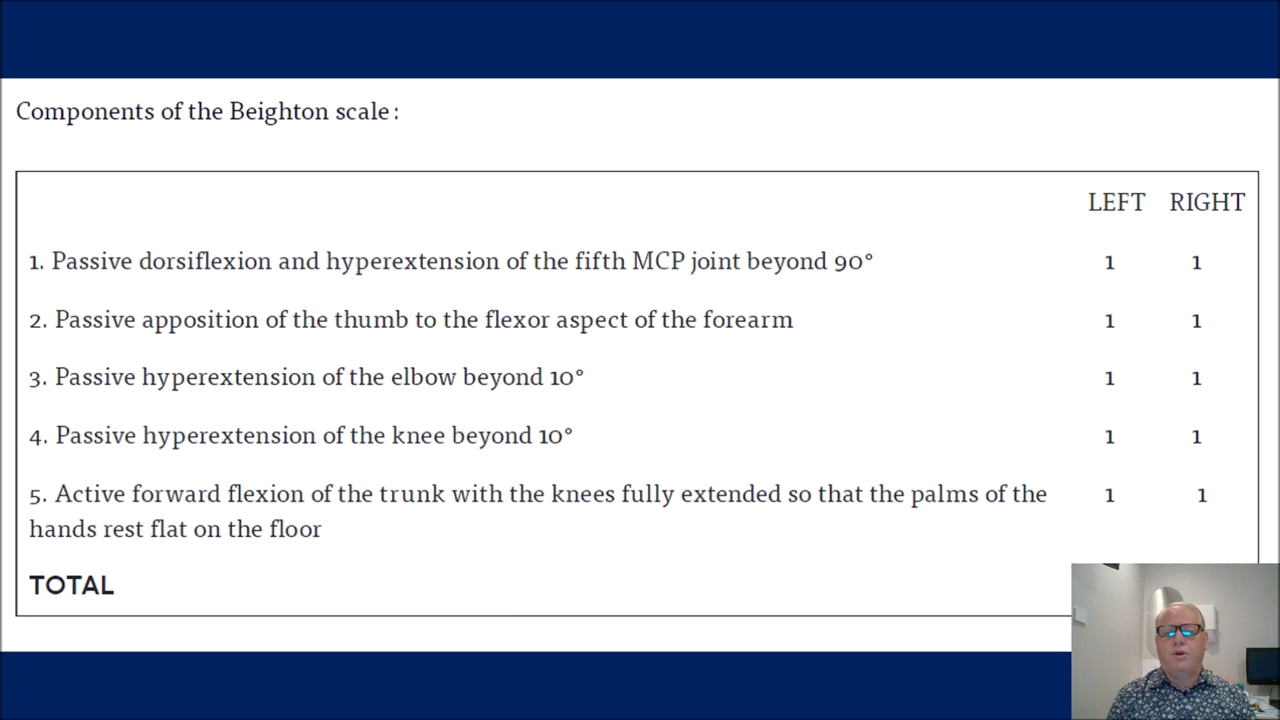 Components of the Beighton scale:
LEFT RIGHT
1. Passive dorsiflexion and hyperextension of the fifth MCP joint beyond 90° 1 1
2. Passive apposition of the thumb to the flexor aspect of the forearm 1 1
3. Passive hyperextension of the elbow beyond 10° 1 1
4. Passive hyperextension of the knee beyond 10° 1 1
5. Active forward flexion of the trunk with the knees fully extended so that the palms of the 1 1
hands rest flat on the floor
TOTAL